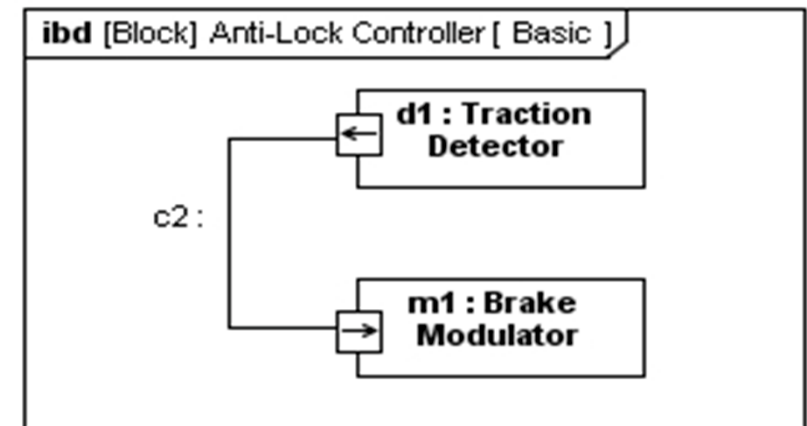 ibd [Block] Anti-Lock Controller [ Basic ]
d1 : Traction
Detector
c2 :
m1 : Brake
Modulator